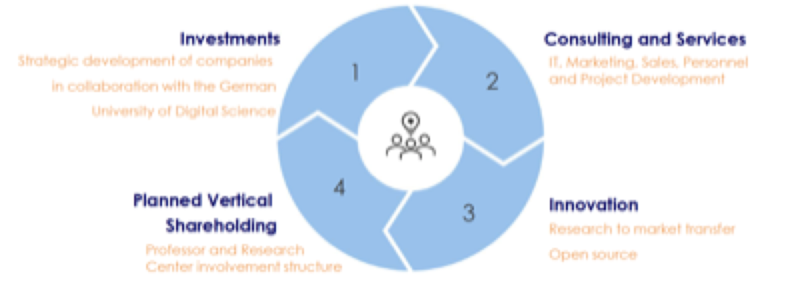 Investments
Strategic development of companies
in collaboration with the German
University of Digital Science
1
Consulting and Services
IT, Marketing, Sales, Personnel
and Project Development
2
Innovation
Research to market transfer
Open source
3
Planned Vertical
Shareholding
Professor and Research
Center involvement structure
4